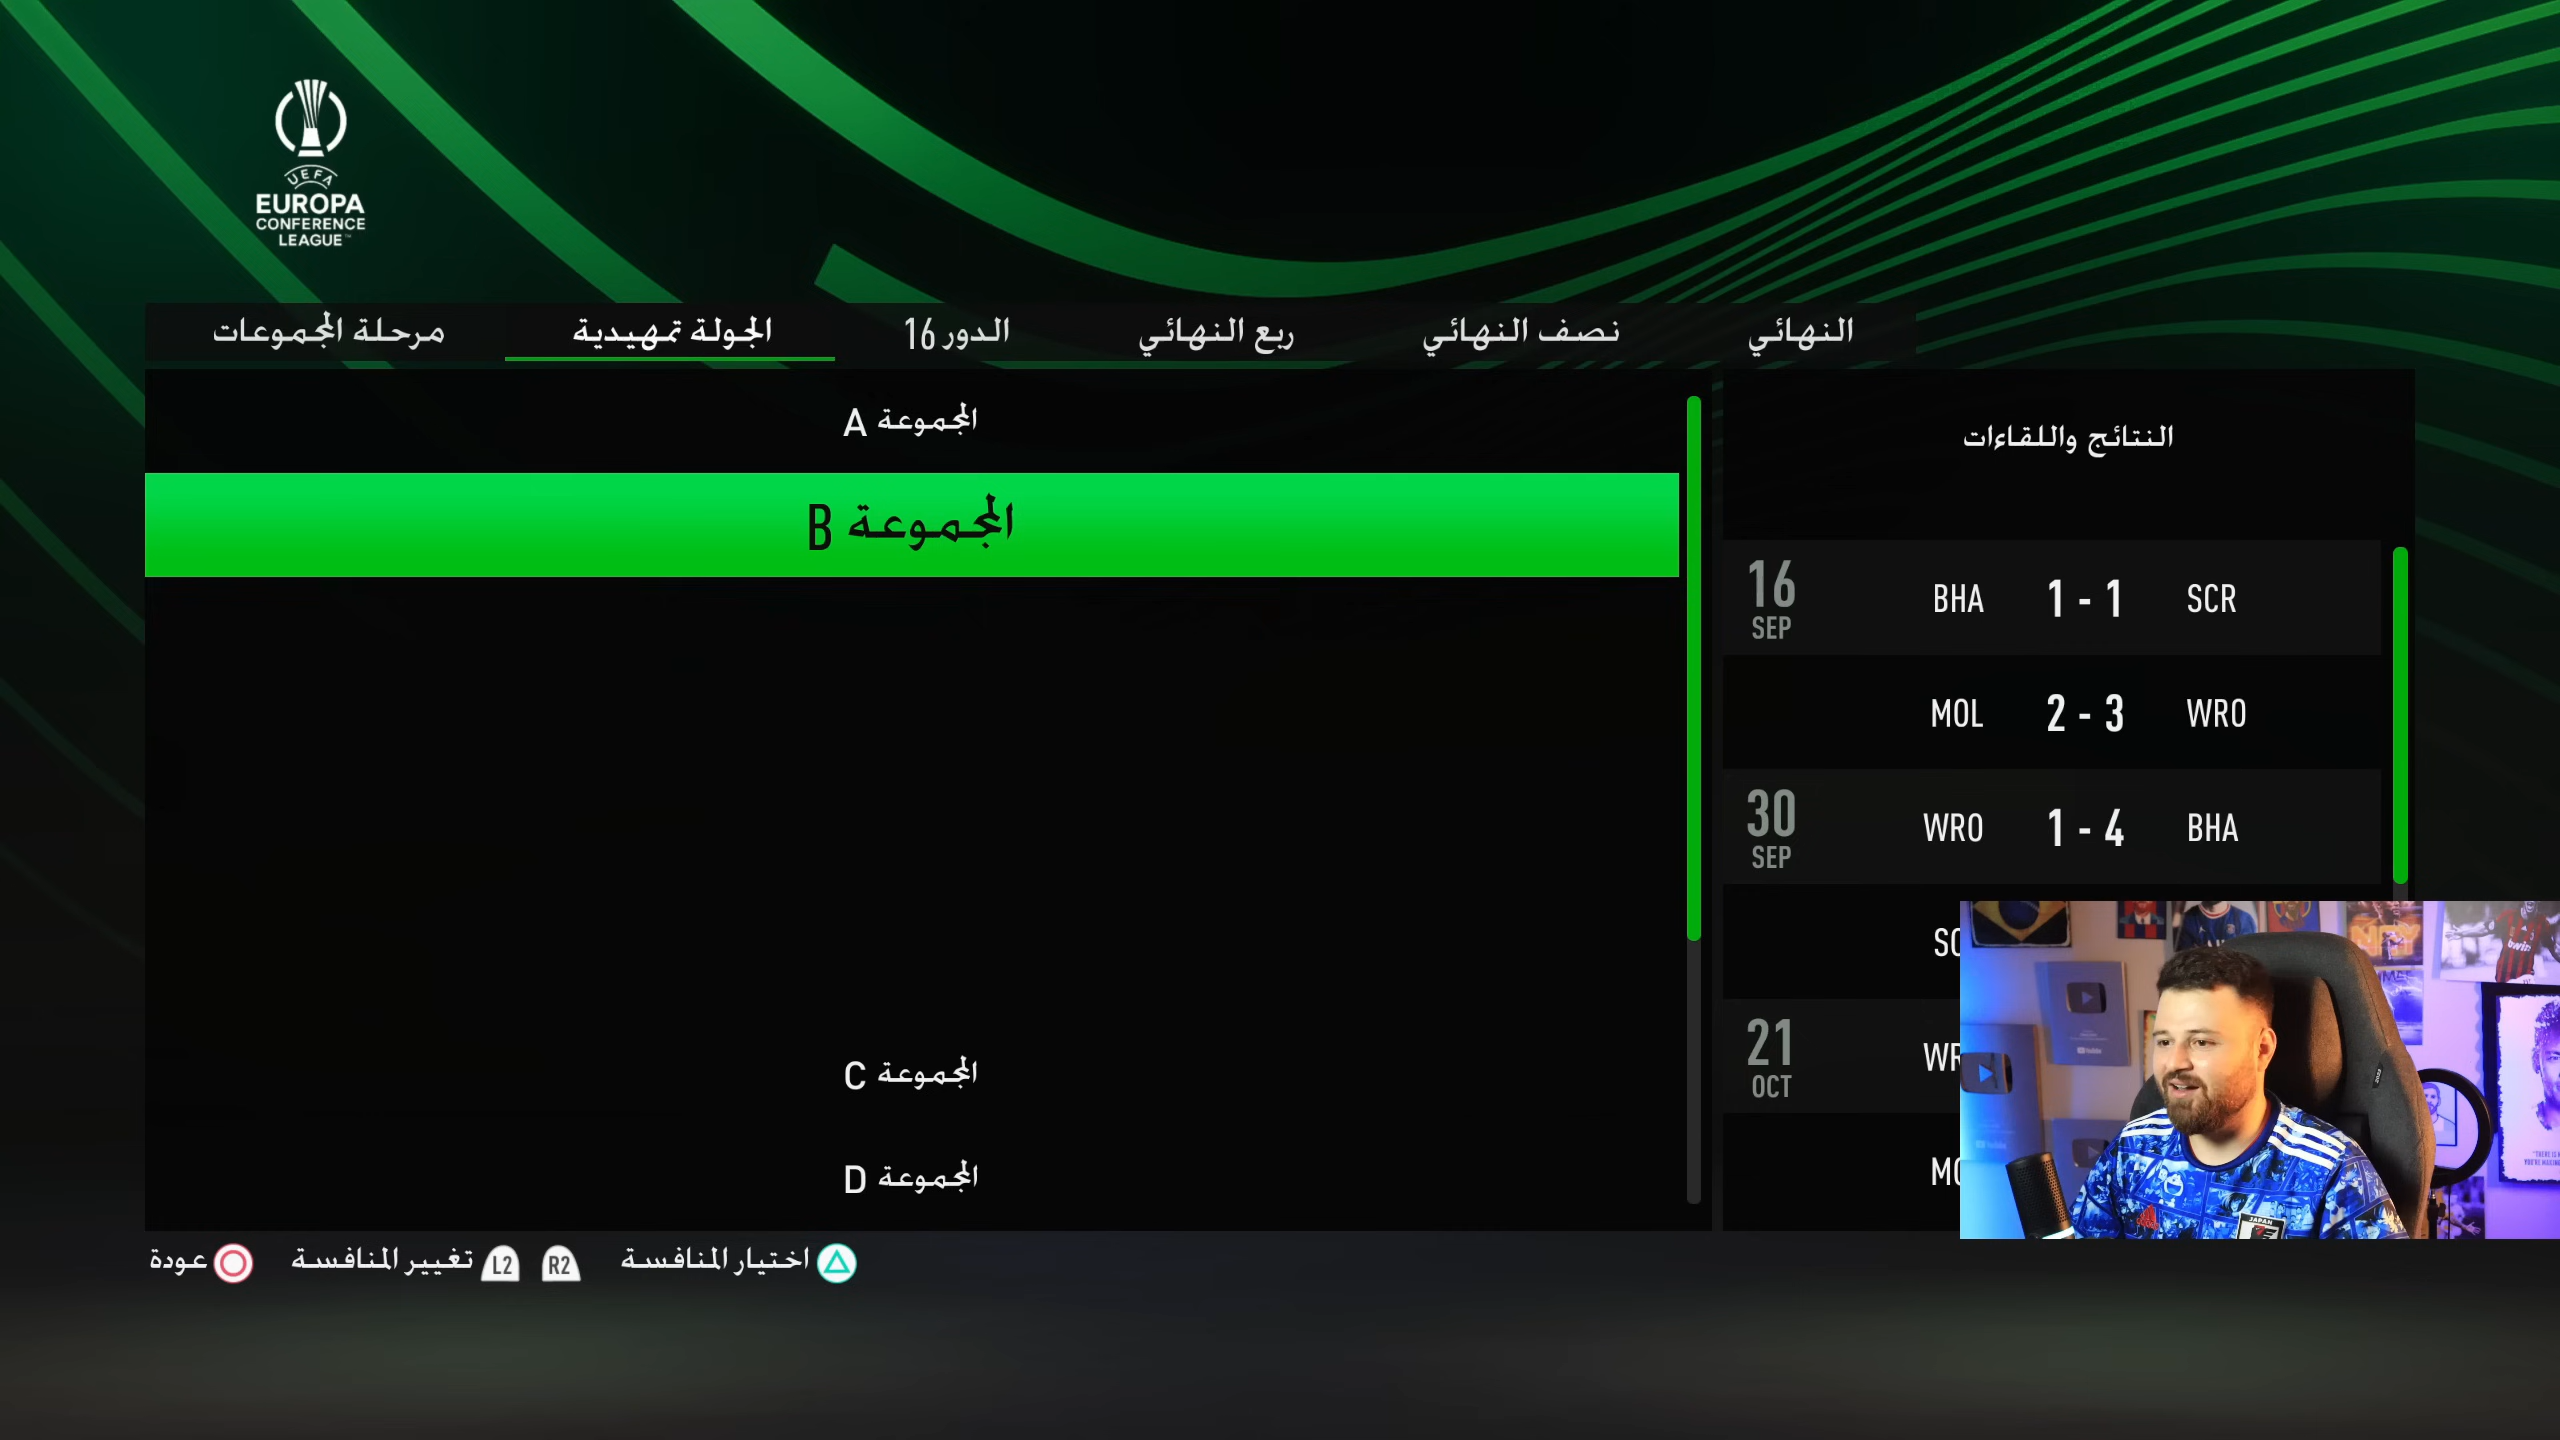 UEFA
EUROPA
CONFERENCE
LEAGUE™
مرحلة المجموعات
الجولة تمهيدية
الدور 16
ربع النهائي
نصف النهائي
النهائي
المجموعة A
المجموعة B
المجموعة C
المجموعة D
النتائج واللقاءات
16 SEP BHA 1 - 1 SCR
MOL 2 - 3 WRO
30 SEP WRO 1 - 4 BHA
21 OCT
عودة
تغيير المنافسة L2 R2
اختيار المنافسة
JAPAN